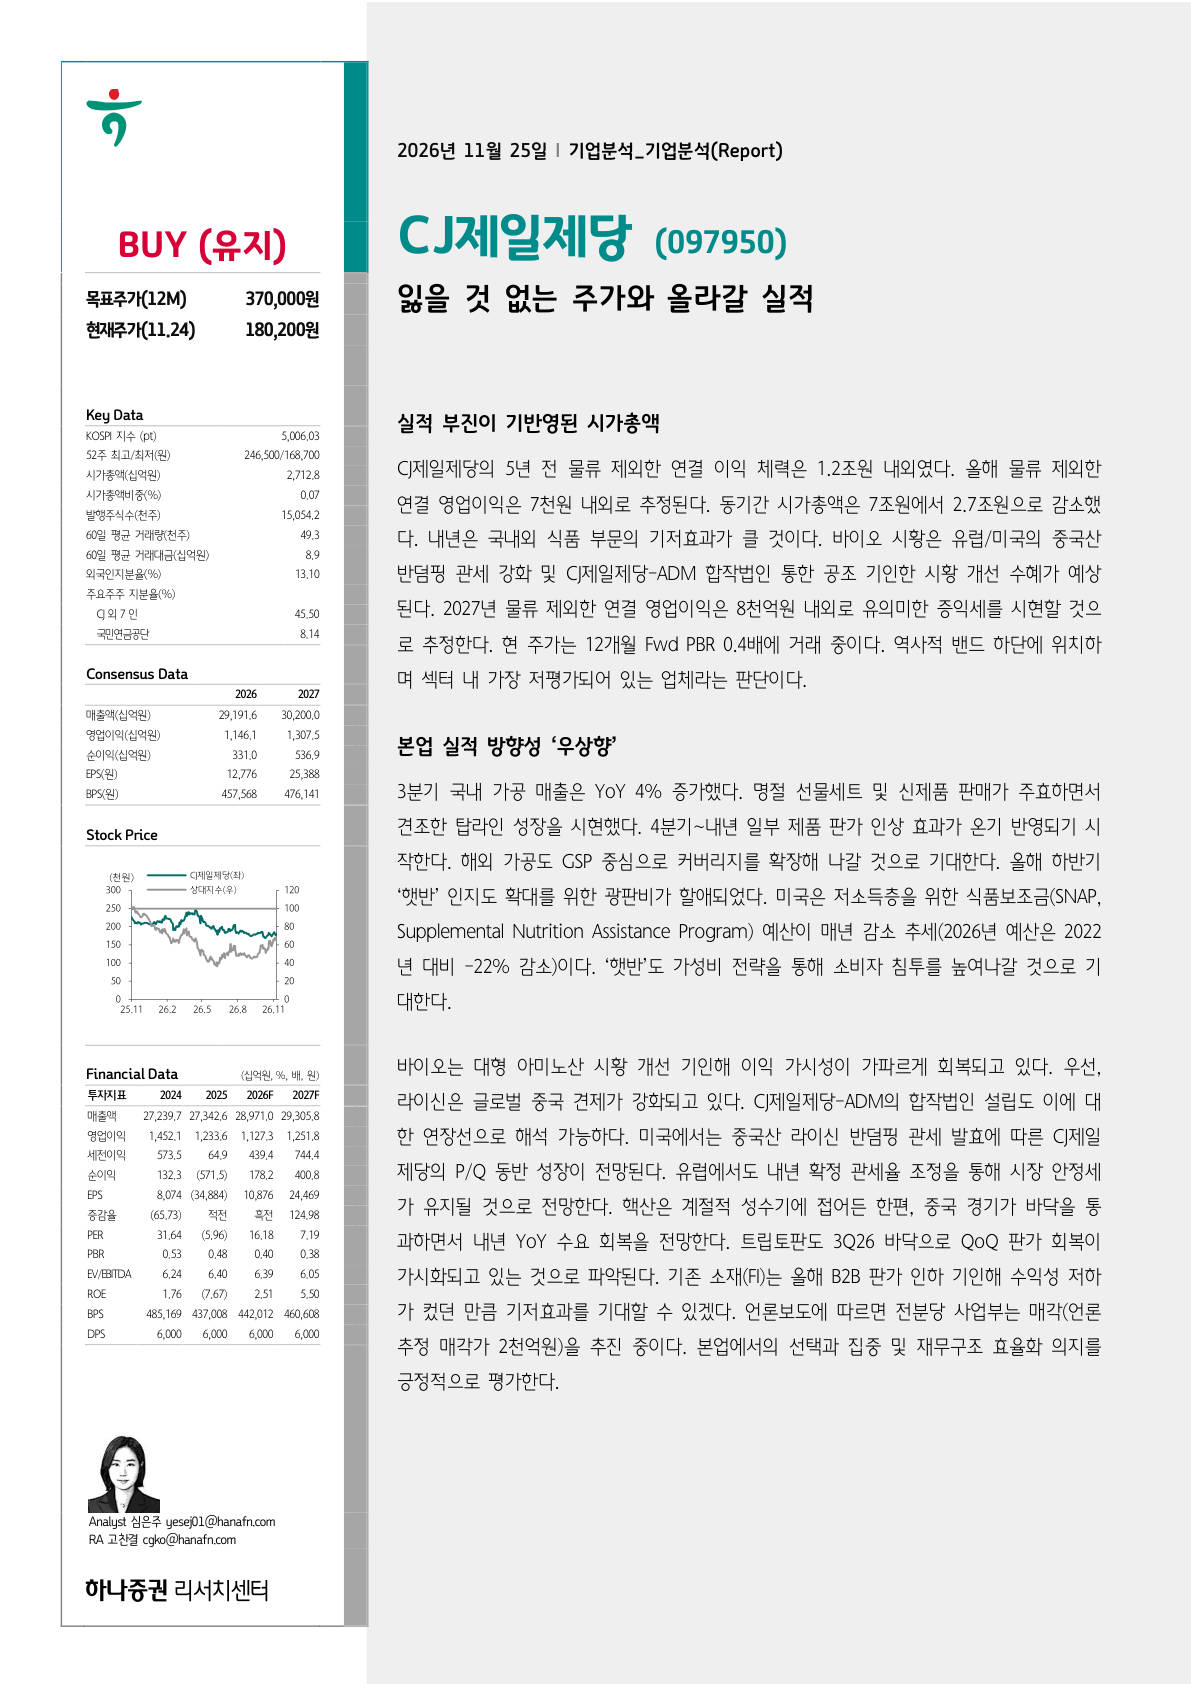 BUY (유지)
목표주가(12M) 370,000원
현재주가(11.24) 180,200원
Key Data
KOSPI 지수 (pt) 5,006.03
52주 최고/최저(원) 246,500/168,700
시가총액(십억원) 2,712.8
시가총액비중(%) 0.07
발행주식수(천주) 15,054.2
60일 평균 거래량(천주) 49.3
60일 평균 거래대금(십억원) 8.9
외국인지분율(%) 13.10
주요주주 지분율(%)
CJ 외 7 인 45.50
국민연금공단 8.14
Consensus Data
2026 2027
매출액(십억원) 29,191.6 30,200.0
영업이익(십억원) 1,146.1 1,307.5
순이익(십억원) 331.0 536.9
EPS(원) 12,776 25,388
BPS(원) 457,568 476,141
Stock Price
(천원) CJ제일제당(좌)
상대지수(우)
300 120
250 100
200 80
150 60
100 40
50 20
0 0
25.11 26.2 26.5 26.8 26.11
Financial Data (십억원, %, 배, 원)
투자지표 2024 2025 2026F 2027F
매출액 27,239.7 27,342.6 28,971.0 29,305.8
영업이익 1,452.1 1,233.6 1,127.3 1,251.8
세전이익 573.5 64.9 439.4 744.4
순이익 132.3 (571.5) 178.2 400.8
EPS 8,074 (34,884) 10,876 24,469
증감율 (65.73) 적전 흑전 124.98
PER 31.64 (5.96) 16.18 7.19
PBR 0.53 0.48 0.40 0.38
EV/EBITDA 6.24 6.40 6.39 6.05
ROE 1.76 (7.67) 2.51 5.50
BPS 485,169 437,008 442,012 460,608
DPS 6,000 6,000 6,000 6,000
Analyst 심은주 yesej01@hanafn.com
RA 고찬결 cgko@hanafn.com
하나증권 리서치센터
2026년 11월 25일 | 기업분석_기업분석(Report)
CJ제일제당 (097950)
잃을 것 없는 주가와 올라갈 실적
실적 부진이 기반영된 시가총액
CJ제일제당의 5년 전 물류 제외한 연결 이익 체력은 1.2조원 내외였다. 올해 물류 제외한
연결 영업이익은 7천원 내외로 추정된다. 동기간 시가총액은 7조원에서 2.7조원으로 감소했
다. 내년은 국내외 식품 부문의 기저효과가 클 것이다. 바이오 시황은 유럽/미국의 중국산
반덤핑 관세 강화 및 CJ제일제당-ADM 합작법인 통한 공조 기인한 시황 개선 수혜가 예상
된다. 2027년 물류 제외한 연결 영업이익은 8천억원 내외로 유의미한 증익세를 시현할 것으
로 추정한다. 현 주가는 12개월 Fwd PBR 0.4배에 거래 중이다. 역사적 밴드 하단에 위치하
며 섹터 내 가장 저평가되어 있는 업체라는 판단이다.
본업 실적 방향성 ‘우상향’
3분기 국내 가공 매출은 YoY 4% 증가했다. 명절 선물세트 및 신제품 판매가 주효하면서
견조한 탑라인 성장을 시현했다. 4분기~내년 일부 제품 판가 인상 효과가 온기 반영되기 시
작한다. 해외 가공도 GSP 중심으로 커버리지를 확장해 나갈 것으로 기대한다. 올해 하반기
‘햇반’ 인지도 확대를 위한 광판비가 할애되었다. 미국은 저소득층을 위한 식품보조금(SNAP,
Supplemental Nutrition Assistance Program) 예산이 매년 감소 추세(2026년 예산은 2022
년 대비 -22% 감소)이다. ‘햇반’도 가성비 전략을 통해 소비자 침투를 높여나갈 것으로 기
대한다.
바이오는 대형 아미노산 시황 개선 기인해 이익 가시성이 가파르게 회복되고 있다. 우선,
라이신은 글로벌 중국 견제가 강화되고 있다. CJ제일제당-ADM의 합작법인 설립도 이에 대
한 연장선으로 해석 가능하다. 미국에서는 중국산 라이신 반덤핑 관세 발효에 따른 CJ제일
제당의 P/Q 동반 성장이 전망된다. 유럽에서도 내년 확정 관세율 조정을 통해 시장 안정세
가 유지될 것으로 전망한다. 핵산은 계절적 성수기에 접어든 한편, 중국 경기가 바닥을 통
과하면서 내년 YoY 수요 회복을 전망한다. 트립토판도 3Q26 바닥으로 QoQ 판가 회복이
가시화되고 있는 것으로 파악된다. 기존 소재(FI)는 올해 B2B 판가 인하 기인해 수익성 저하
가 컸던 만큼 기저효과를 기대할 수 있겠다. 언론보도에 따르면 전분당 사업부는 매각(언론
추정 매각가 2천억원)을 추진 중이다. 본업에서의 선택과 집중 및 재무구조 효율화 의지를
긍정적으로 평가한다.